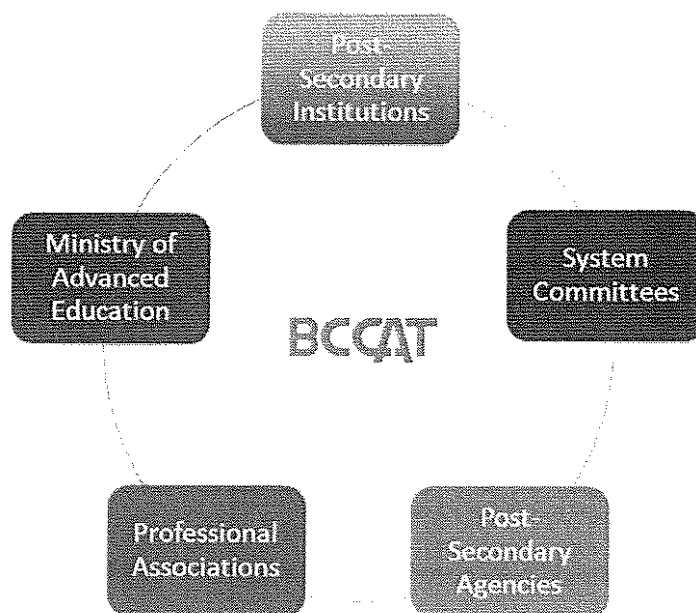 Post-
Secondary
Institutions
Ministry of
Advanced
Education
System
Committees
BCCAT
Professional
Associations
Post-
Secondary
Agencies